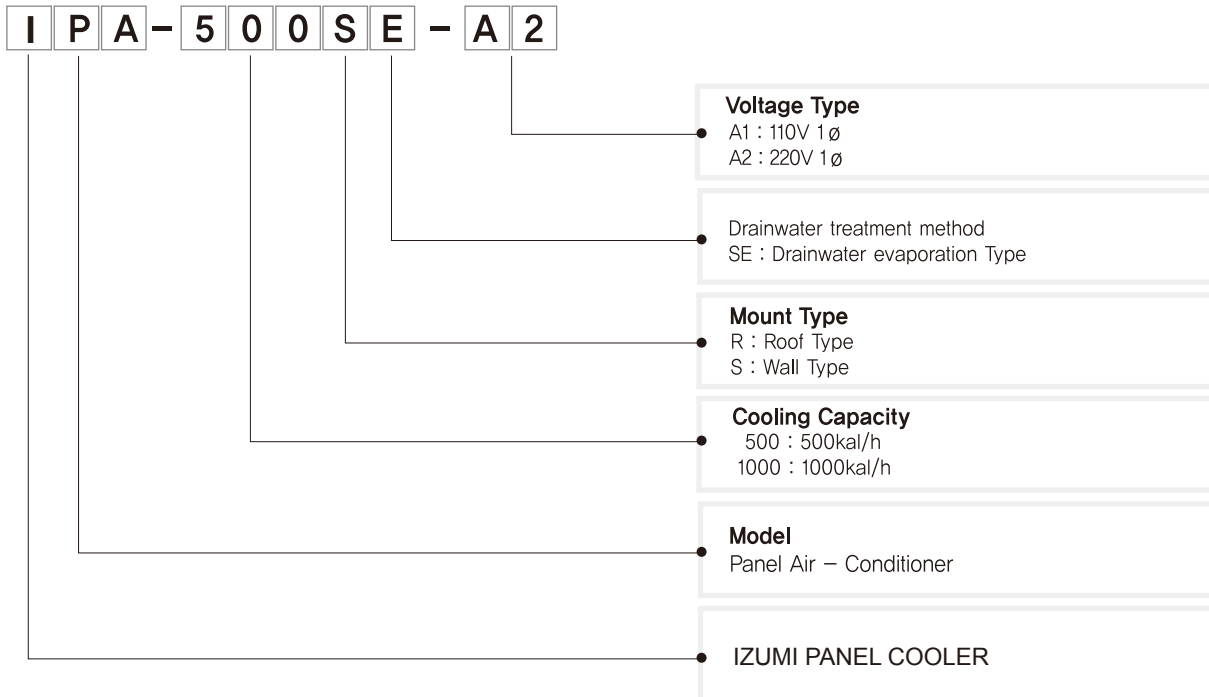 IPA-500SE-A2
Voltage Type
A1 : 110V 1ø
A2 : 220V 1ø
Drainwater treatment method
SE : Drainwater evaporation Type
Mount Type
R : Roof Type
S : Wall Type
Cooling Capacity
500 : 500kal/h
1000 : 1000kal/h
Model
Panel Air - Conditioner
IZUMI PANEL COOLER